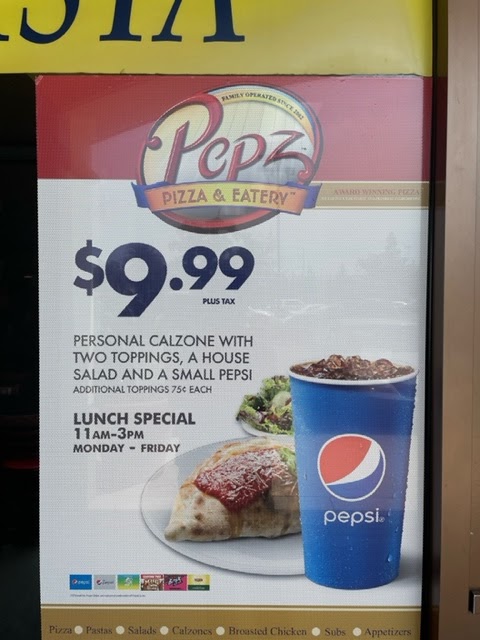 STA
FAMILY OPERATED SINCE
Pepz
PIZZA & EATERY™
AWARD WINNING PIZZA
$9.99
PLUS TAX
PERSONAL CALZONE WITH
TWO TOPPINGS, A HOUSE
SALAD AND A SMALL PEPSI
ADDITIONAL TOPPINGS 75¢ EACH
LUNCH SPECIAL
11AM-3PM
MONDAY - FRIDAY
pepsi
Pizza Pastas Salads Calzones Broasted Chicken Subs Appetizers